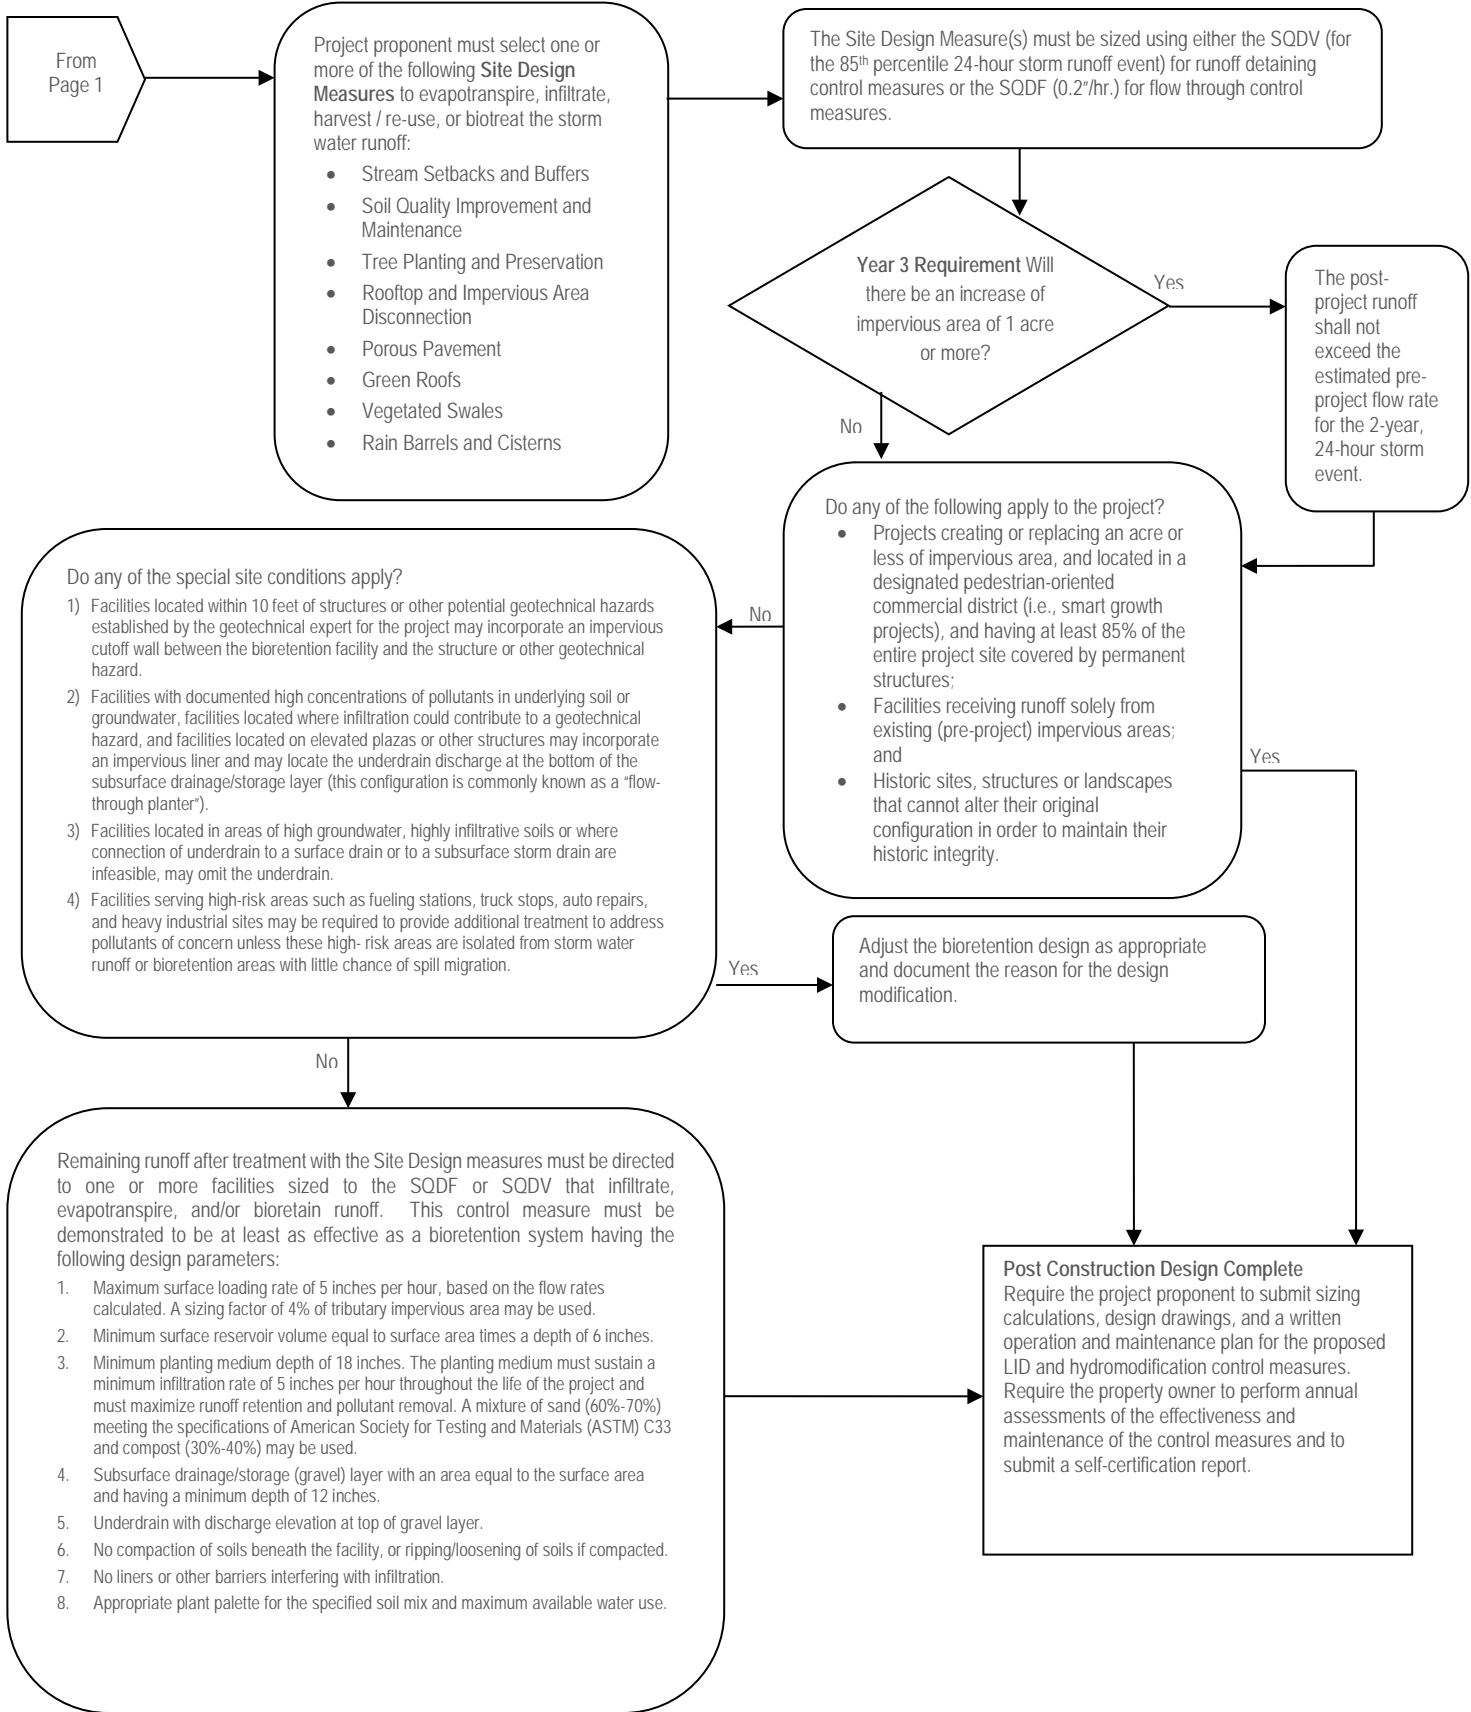 From
Page 1
Project proponent must select one or
more of the following Site Design
Measures to evapotranspire, infiltrate,
harvest / re-use, or biotreat the storm
water runoff:
• Stream Setbacks and Buffers
• Soil Quality Improvement and
Maintenance
• Tree Planting and Preservation
• Rooftop and Impervious Area
Disconnection
• Porous Pavement
• Green Roofs
• Vegetated Swales
• Rain Barrels and Cisterns
The Site Design Measure(s) must be sized using either the SQDV (for
the 85th percentile 24-hour storm runoff event) for runoff detaining
control measures or the SQDF (0.2"/hr.) for flow through control
measures.
Year 3 Requirement Will
there be an increase of
impervious area of 1 acre
or more?
Yes
The post-
project runoff
shall not
exceed the
estimated pre-
project flow rate
for the 2-year,
24-hour storm
event.
No
Do any of the following apply to the project?
• Projects creating or replacing an acre or
less of impervious area, and located in a
designated pedestrian-oriented
commercial district (i.e., smart growth
projects), and having at least 85% of the
entire project site covered by permanent
structures;
• Facilities receiving runoff solely from
existing (pre-project) impervious areas;
and
• Historic sites, structures or landscapes
that cannot alter their original
configuration in order to maintain their
historic integrity.
No
Yes
Do any of the special site conditions apply?
1) Facilities located within 10 feet of structures or other potential geotechnical hazards
established by the geotechnical expert for the project may incorporate an impervious
cutoff wall between the bioretention facility and the structure or other geotechnical
hazard.
2) Facilities with documented high concentrations of pollutants in underlying soil or
groundwater, facilities located where infiltration could contribute to a geotechnical
hazard, and facilities located on elevated plazas or other structures may incorporate
an impervious liner and may locate the underdrain discharge at the bottom of the
subsurface drainage/storage layer (this configuration is commonly known as a "flow-
through planter").
3) Facilities located in areas of high groundwater, highly infiltrative soils or where
connection of underdrain to a surface drain or to a subsurface storm drain are
infeasible, may omit the underdrain.
4) Facilities serving high-risk areas such as fueling stations, truck stops, auto repairs,
and heavy industrial sites may be required to provide additional treatment to address
pollutants of concern unless these high- risk areas are isolated from storm water
runoff or bioretention areas with little chance of spill migration.
Yes
Adjust the bioretention design as appropriate
and document the reason for the design
modification.
No
Remaining runoff after treatment with the Site Design measures must be directed
to one or more facilities sized to the SQDF or SQDV that infiltrate,
evapotranspire, and/or bioretain runoff. This control measure must be
demonstrated to be at least as effective as a bioretention system having the
following design parameters:
1. Maximum surface loading rate of 5 inches per hour, based on the flow rates
calculated. A sizing factor of 4% of tributary impervious area may be used.
2. Minimum surface reservoir volume equal to surface area times a depth of 6 inches.
3. Minimum planting medium depth of 18 inches. The planting medium must sustain a
minimum infiltration rate of 5 inches per hour throughout the life of the project and
must maximize runoff retention and pollutant removal. A mixture of sand (60%-70%)
meeting the specifications of American Society for Testing and Materials (ASTM) C33
and compost (30%-40%) may be used.
4. Subsurface drainage/storage (gravel) layer with an area equal to the surface area
and having a minimum depth of 12 inches.
5. Underdrain with discharge elevation at top of gravel layer.
6. No compaction of soils beneath the facility, or ripping/loosening of soils if compacted.
7. No liners or other barriers interfering with infiltration.
8. Appropriate plant palette for the specified soil mix and maximum available water use.
Post Construction Design Complete
Require the project proponent to submit sizing
calculations, design drawings, and a written
operation and maintenance plan for the proposed
LID and hydromodification control measures.
Require the property owner to perform annual
assessments of the effectiveness and
maintenance of the control measures and to
submit a self-certification report.